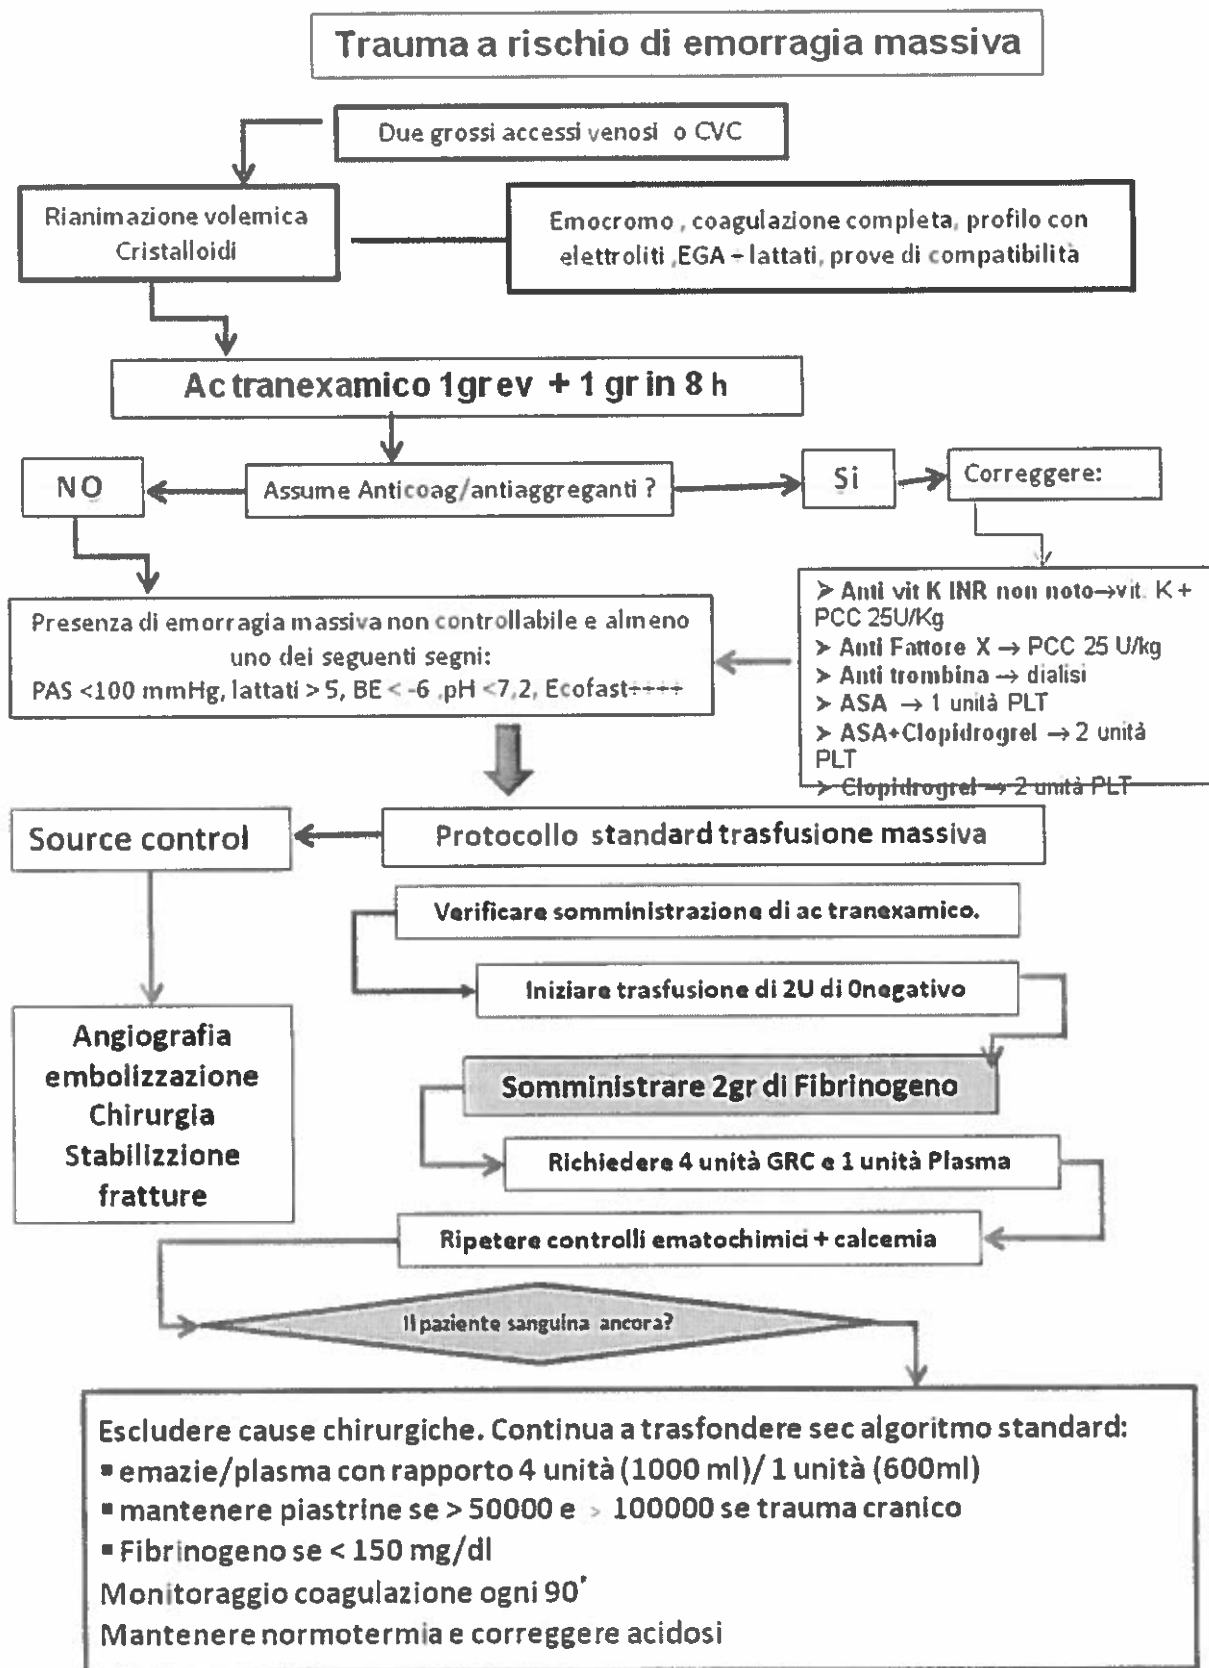 Trauma a rischio di emorragia massiva
Due grossi accessi venosi o CVC
Rianimazione volemica
Cristalloidi
Emocromo , coagulazione completa, profilo con
elettroliti ,EGA – lattati, prove di compatibilità
Ac tranexamico 1gr ev + 1 gr in 8 h
NO
Assume Anticoag/antiaggreganti ?
Si
Correggere:
➢ Anti vit K INR non noto→vit. K +
PCC 25U/Kg
➢ Anti Fattore X → PCC 25 U/kg
➢ Anti trombina → dialisi
➢ ASA → 1 unità PLT
➢ ASA+Clopidrogrel → 2 unità
PLT
➢ Clopidrogrel → 2 unità PLT
Presenza di emorragia massiva non controllabile e almeno
uno dei seguenti segni:
PAS <100 mmHg, lattati > 5, BE < -6 ,pH <7,2, Ecofast++++
Source control
Protocollo standard trasfusione massiva
Verificare somministrazione di ac tranexamico.
Iniziare trasfusione di 2U di 0negativo
Angiografia
embolizzazione
Chirurgia
Stabilizzione
fratture
Somministrare 2gr di Fibrinogeno
Richiedere 4 unità GRC e 1 unità Plasma
Ripetere controlli ematochimici + calcemia
Il paziente sanguina ancora?
Escludere cause chirurgiche. Continua a trasfondere sec algoritmo standard:
▪ emazie/plasma con rapporto 4 unità (1000 ml)/ 1 unità (600ml)
▪ mantenere piastrine se > 50000 e > 100000 se trauma cranico
▪ Fibrinogeno se < 150 mg/dl
Monitoraggio coagulazione ogni 90'
Mantenere normotermia e correggere acidosi